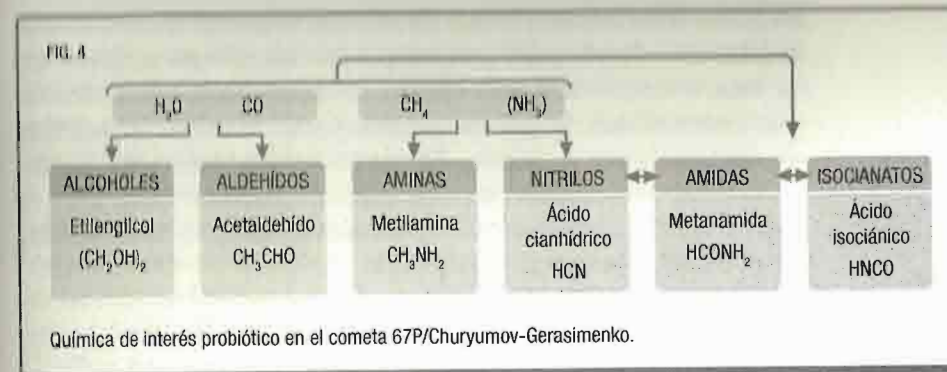 FIG. 4
H₂O CO CH₄ (NH₃)
ALCOHOLES ALDEHÍDOS AMINAS NITRILOS AMIDAS ISOCIANATOS
Etilenglicol Acetaldehído Metilamina Ácido cianhídrico Metanamida Ácido isociánico
(CH₂OH)₂ CH₃CHO CH₃NH₂ HCN HCONH₂ HNCO
Química de interés probiótico en el cometa 67P/Churyumov-Gerasimenko.